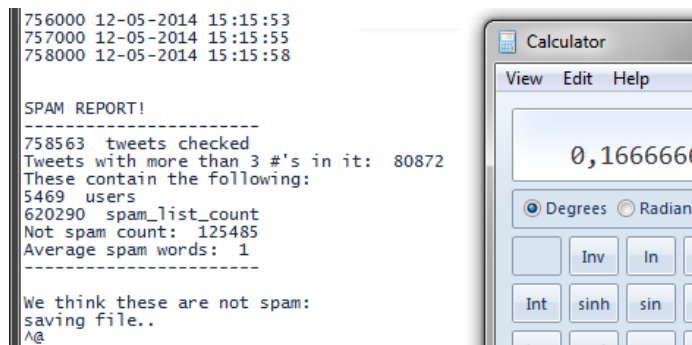 756000 12-05-2014 15:15:53
757000 12-05-2014 15:15:55
758000 12-05-2014 15:15:58
SPAM REPORT!
------------------------
758563  tweets checked
Tweets with more than 3 #'s in it:  80872
These contain the following:
5469  users
620290  spam_list_count
Not spam count:  125485
Average spam words:  1
------------------------
We think these are not spam:
saving file..
^@
Calculator
View Edit Help
0,1666666
Degrees Radian
Inv In
Int sinh sin